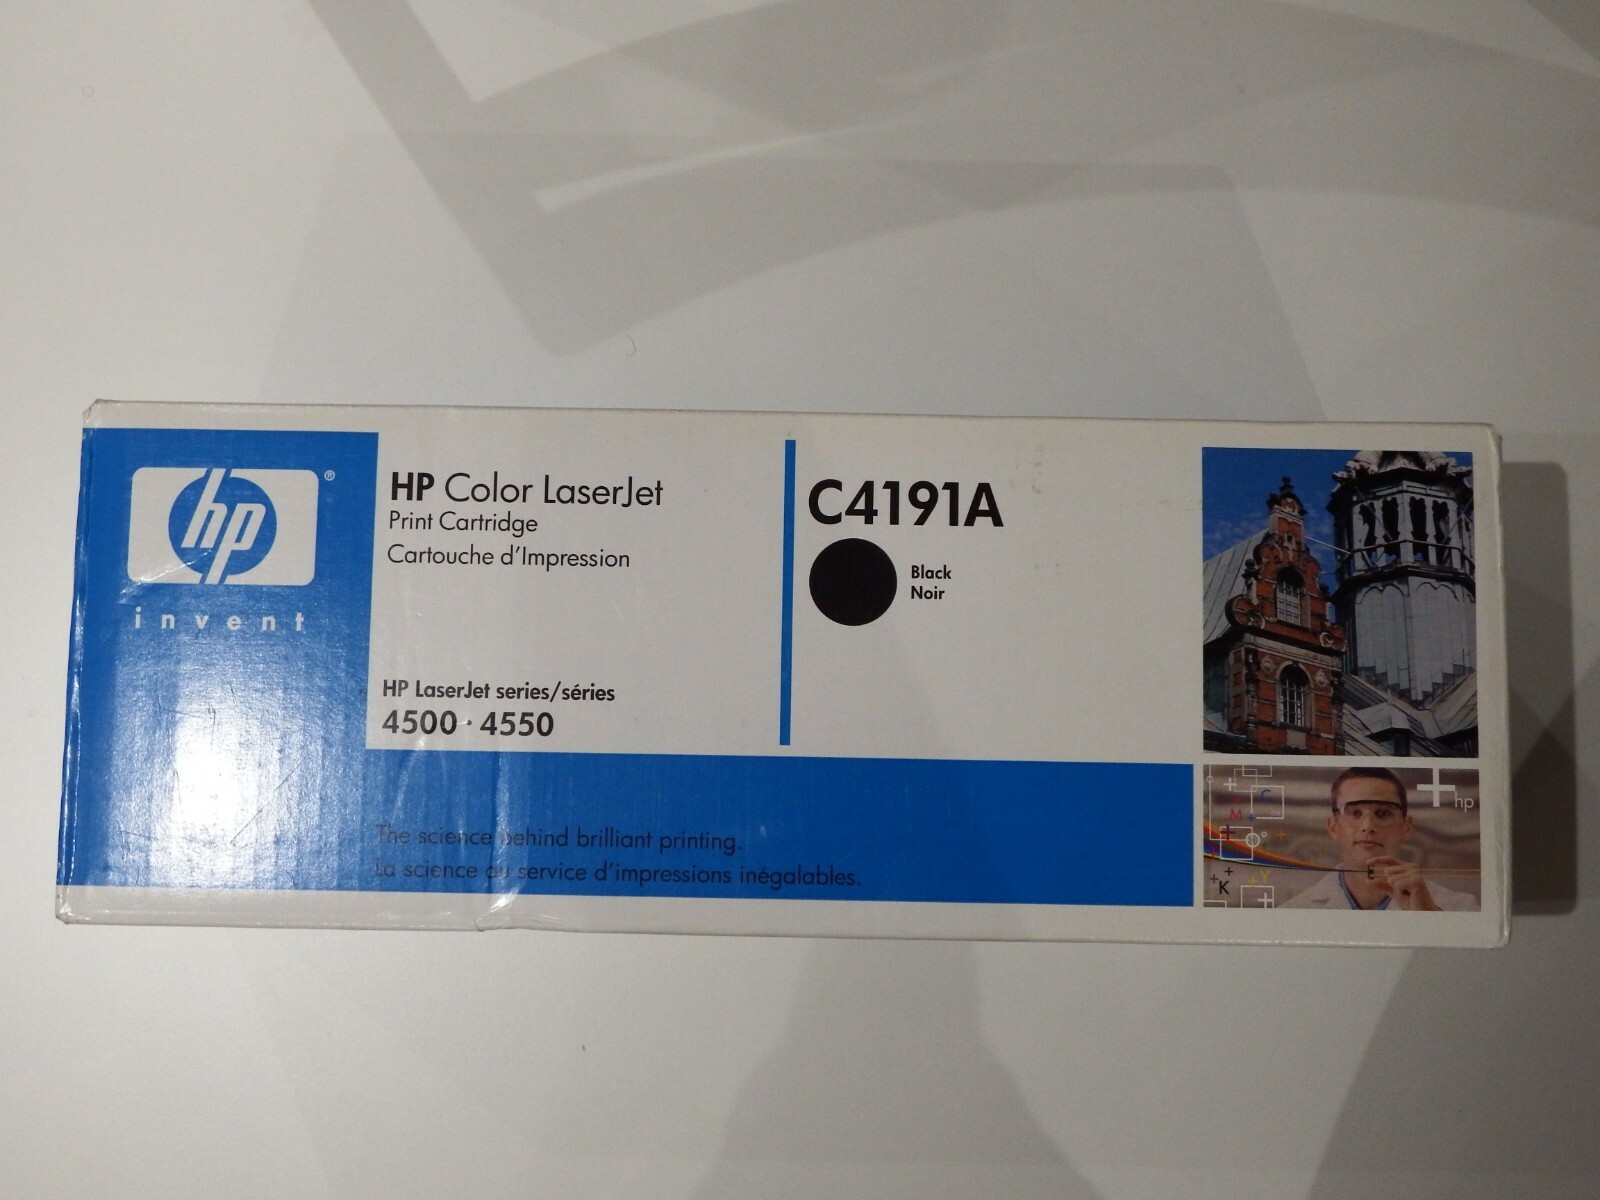 hp®
invent
HP Color LaserJet
Print Cartridge
Cartouche d'Impression
HP LaserJet series/séries
4500 · 4550
C4191A
Black
Noir
The science behind brilliant printing.
La science au service d'impressions inégalables.
+hp
C
M
K
Y